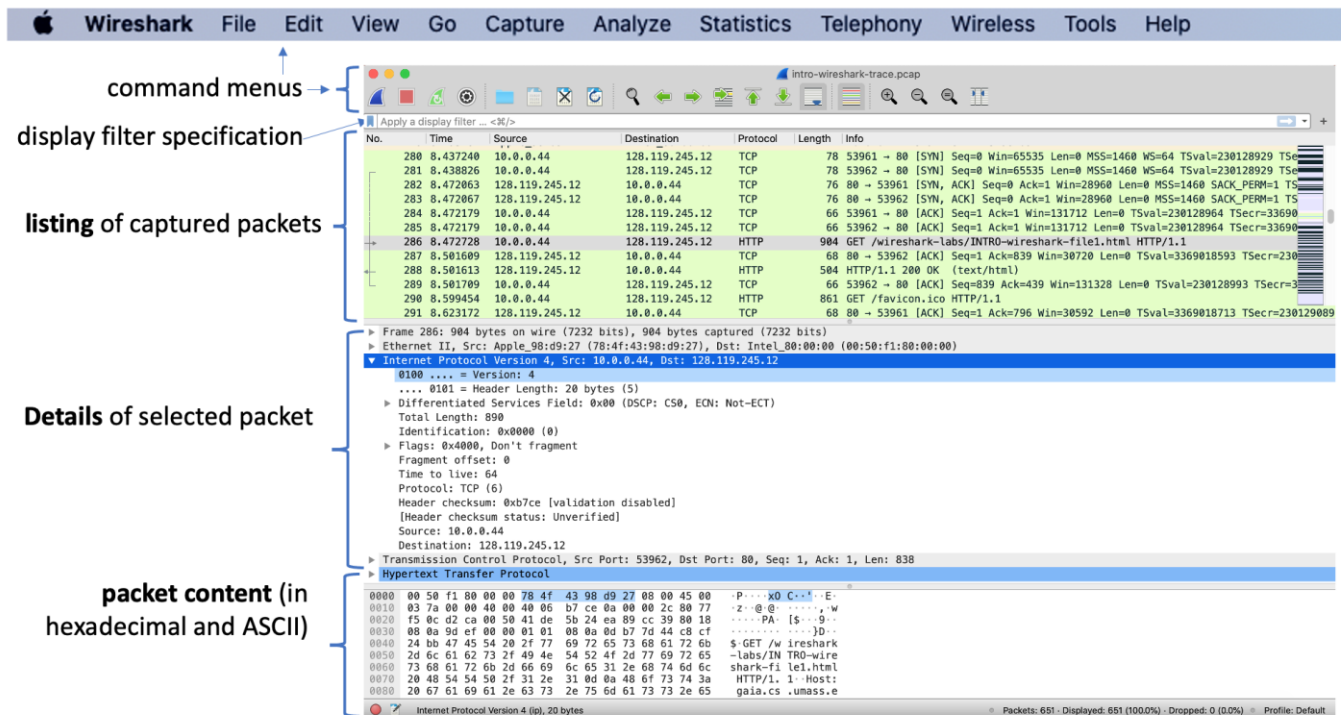 Wireshark File Edit View Go Capture Analyze Statistics Telephony Wireless Tools Help
command menus
intro-wireshark-trace.pcap
display filter specification
Apply a display filter ... <⌘/>
+
No. Time Source Destination Protocol Length Info
280 8.437240 10.0.0.44 128.119.245.12 TCP 78 53961 → 80 [SYN] Seq=0 Win=65535 Len=0 MSS=1460 WS=64 TSval=230128929 TSe
281 8.438826 10.0.0.44 128.119.245.12 TCP 78 53962 → 80 [SYN] Seq=0 Win=65535 Len=0 MSS=1460 WS=64 TSval=230128929 TSe
282 8.472063 128.119.245.12 10.0.0.44 TCP 76 80 → 53961 [SYN, ACK] Seq=0 Ack=1 Win=28960 Len=0 MSS=1460 SACK_PERM=1 TS
283 8.472067 128.119.245.12 10.0.0.44 TCP 76 80 → 53962 [SYN, ACK] Seq=0 Ack=1 Win=28960 Len=0 MSS=1460 SACK_PERM=1 TS
284 8.472179 10.0.0.44 128.119.245.12 TCP 66 53961 → 80 [ACK] Seq=1 Ack=1 Win=131712 Len=0 TSval=230128964 TSecr=33690
285 8.472179 10.0.0.44 128.119.245.12 TCP 66 53962 → 80 [ACK] Seq=1 Ack=1 Win=131712 Len=0 TSval=230128964 TSecr=33690
286 8.472728 10.0.0.44 128.119.245.12 HTTP 904 GET /wireshark-labs/INTRO-wireshark-file1.html HTTP/1.1
287 8.501609 128.119.245.12 10.0.0.44 TCP 68 80 → 53962 [ACK] Seq=1 Ack=839 Win=30720 Len=0 TSval=3369018593 TSecr=230
288 8.501613 128.119.245.12 10.0.0.44 HTTP 504 HTTP/1.1 200 OK (text/html)
289 8.501709 10.0.0.44 128.119.245.12 TCP 66 53962 → 80 [ACK] Seq=839 Ack=439 Win=131328 Len=0 TSval=230128993 TSecr=3
290 8.599454 10.0.0.44 128.119.245.12 HTTP 861 GET /favicon.ico HTTP/1.1
291 8.623172 128.119.245.12 10.0.0.44 TCP 68 80 → 53961 [ACK] Seq=1 Ack=796 Win=30592 Len=0 TSval=3369018713 TSecr=230129089
listing of captured packets
Frame 286: 904 bytes on wire (7232 bits), 904 bytes captured (7232 bits)
Ethernet II, Src: Apple_98:d9:27 (78:4f:43:98:d9:27), Dst: Intel_80:00:00 (00:50:f1:80:00:00)
Internet Protocol Version 4, Src: 10.0.0.44, Dst: 128.119.245.12
0100 .... = Version: 4
.... 0101 = Header Length: 20 bytes (5)
Differentiated Services Field: 0x00 (DSCP: CS0, ECN: Not-ECT)
Total Length: 890
Identification: 0x0000 (0)
Flags: 0x4000, Don't fragment
Fragment offset: 0
Time to live: 64
Protocol: TCP (6)
Header checksum: 0xb7ce [validation disabled]
[Header checksum status: Unverified]
Source: 10.0.0.44
Destination: 128.119.245.12
Transmission Control Protocol, Src Port: 53962, Dst Port: 80, Seq: 1, Ack: 1, Len: 838
Hypertext Transfer Protocol
Details of selected packet
packet content (in
hexadecimal and ASCII)
0000 00 50 f1 80 00 00 78 4f 43 98 d9 27 08 00 45 00 ·P····xO C··'··E·
0010 03 7a 00 00 40 00 40 06 b7 ce 0a 00 00 2c 80 77 ·z··@·@· ·····,·w
0020 f5 0c d2 ca 00 50 41 de 5b 24 ea 89 cc 39 80 18 ·····PA· [$···9··
0030 08 0a 9d ef 00 00 01 01 08 0a 0d b7 7d 44 c8 cf ········ ····}D··
0040 24 bb 47 45 54 20 2f 77 69 72 65 73 68 61 72 6b $·GET /w ireshark
0050 2d 6c 61 62 73 2f 49 4e 54 52 4f 2d 77 69 72 65 -labs/IN TRO-wire
0060 73 68 61 72 6b 2d 66 69 6c 65 31 2e 68 74 6d 6c shark-fi le1.html
0070 20 48 54 54 50 2f 31 2e 31 0d 0a 48 6f 73 74 3a HTTP/1. 1··Host:
0080 20 67 61 69 61 2e 63 73 2e 75 6d 61 73 73 2e 65 gaia.cs .umass.e
Internet Protocol Version 4 (ip), 20 bytes
Packets: 651 · Displayed: 651 (100.0%) · Dropped: 0 (0.0%)
Profile: Default